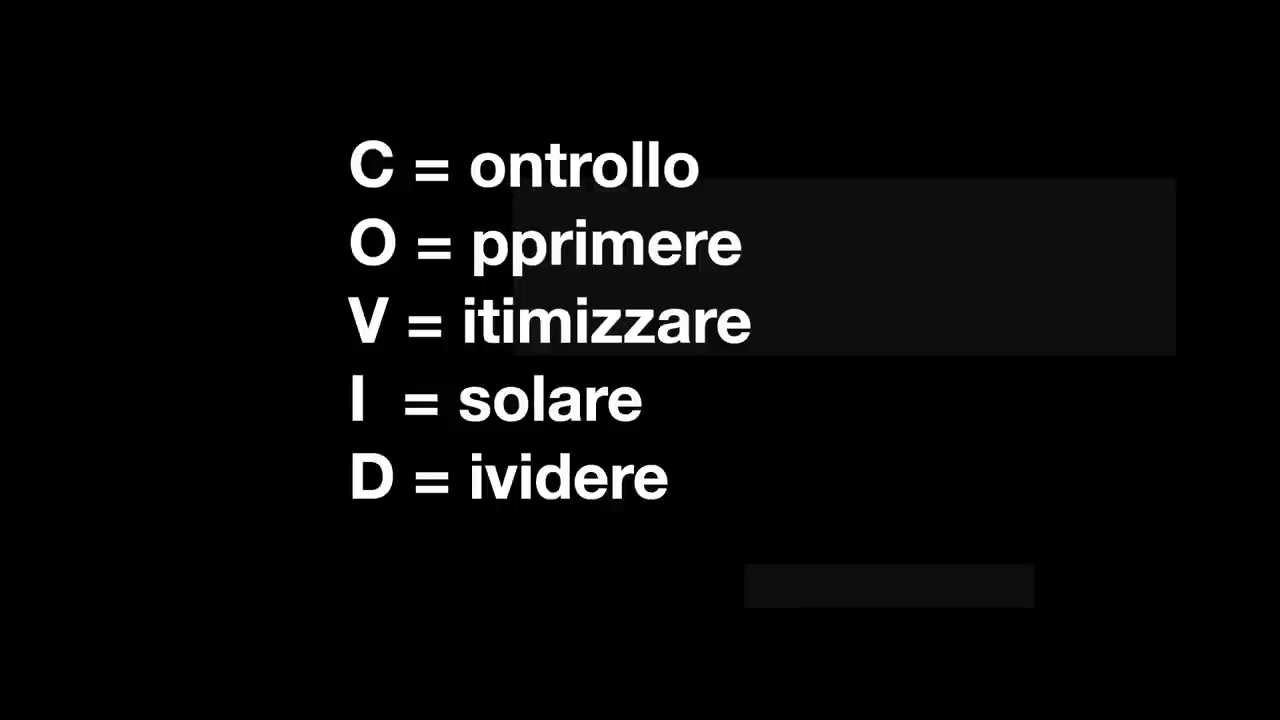 C = ontrollo
O = pprimere
V = itimizzare
I = solare
D = ividere